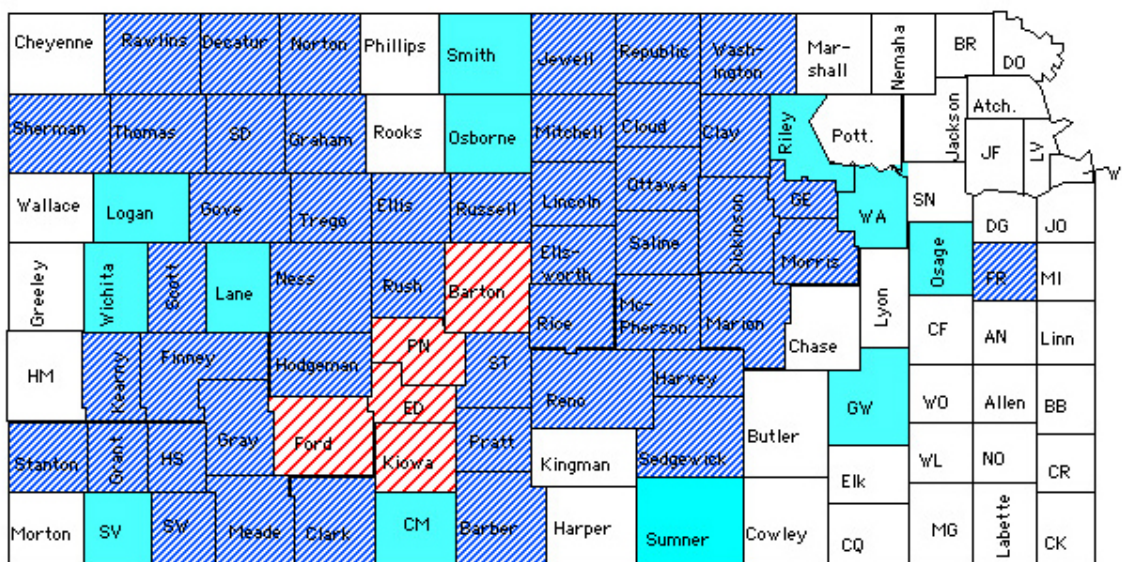 Cheyenne
Rawlins
Decatur
Norton
Phillips
Smith
Jewell
Republic
Wash-
ington
Mar-
shall
Nemaha
BR
DO
Sherman
Thomas
SD
Graham
Rooks
Osborne
Mitchell
Cloud
Clay
Riley
Pott.
Jackson
Atch.
JF
LV
W
Wallace
Logan
Gove
Trego
Ellis
Russell
Lincoln
Ottawa
Dickinson
GE
WA
SN
DG
JO
Greeley
Wichita
Scott
Lane
Ness
Rush
Barton
Ells-
worth
Saline
Morris
Lyon
Osage
FR
MI
HM
Kearny
Finney
Hodgeman
PN
ST
Rice
Mc-
Pherson
Marion
Chase
CF
AN
Linn
Stanton
Grant
HS
Gray
Ford
ED
Kiowa
Pratt
Reno
Harvey
Sedgewick
Kingman
Butler
GW
WO
Allen
BB
Elk
WL
NO
CR
Morton
SV
SV
Meade
Clark
CM
Barber
Harper
Sumner
Cowley
CQ
MG
Labette
CK